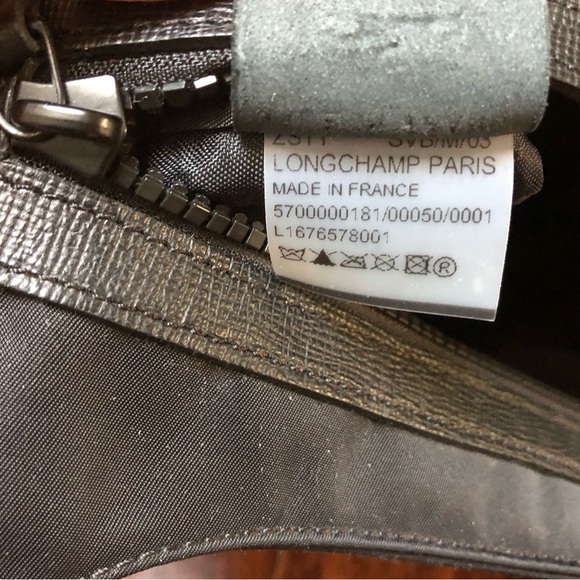 LONGCHAMP PARIS
MADE IN FRANCE
5700000181/00050/0001
L1676578001
®